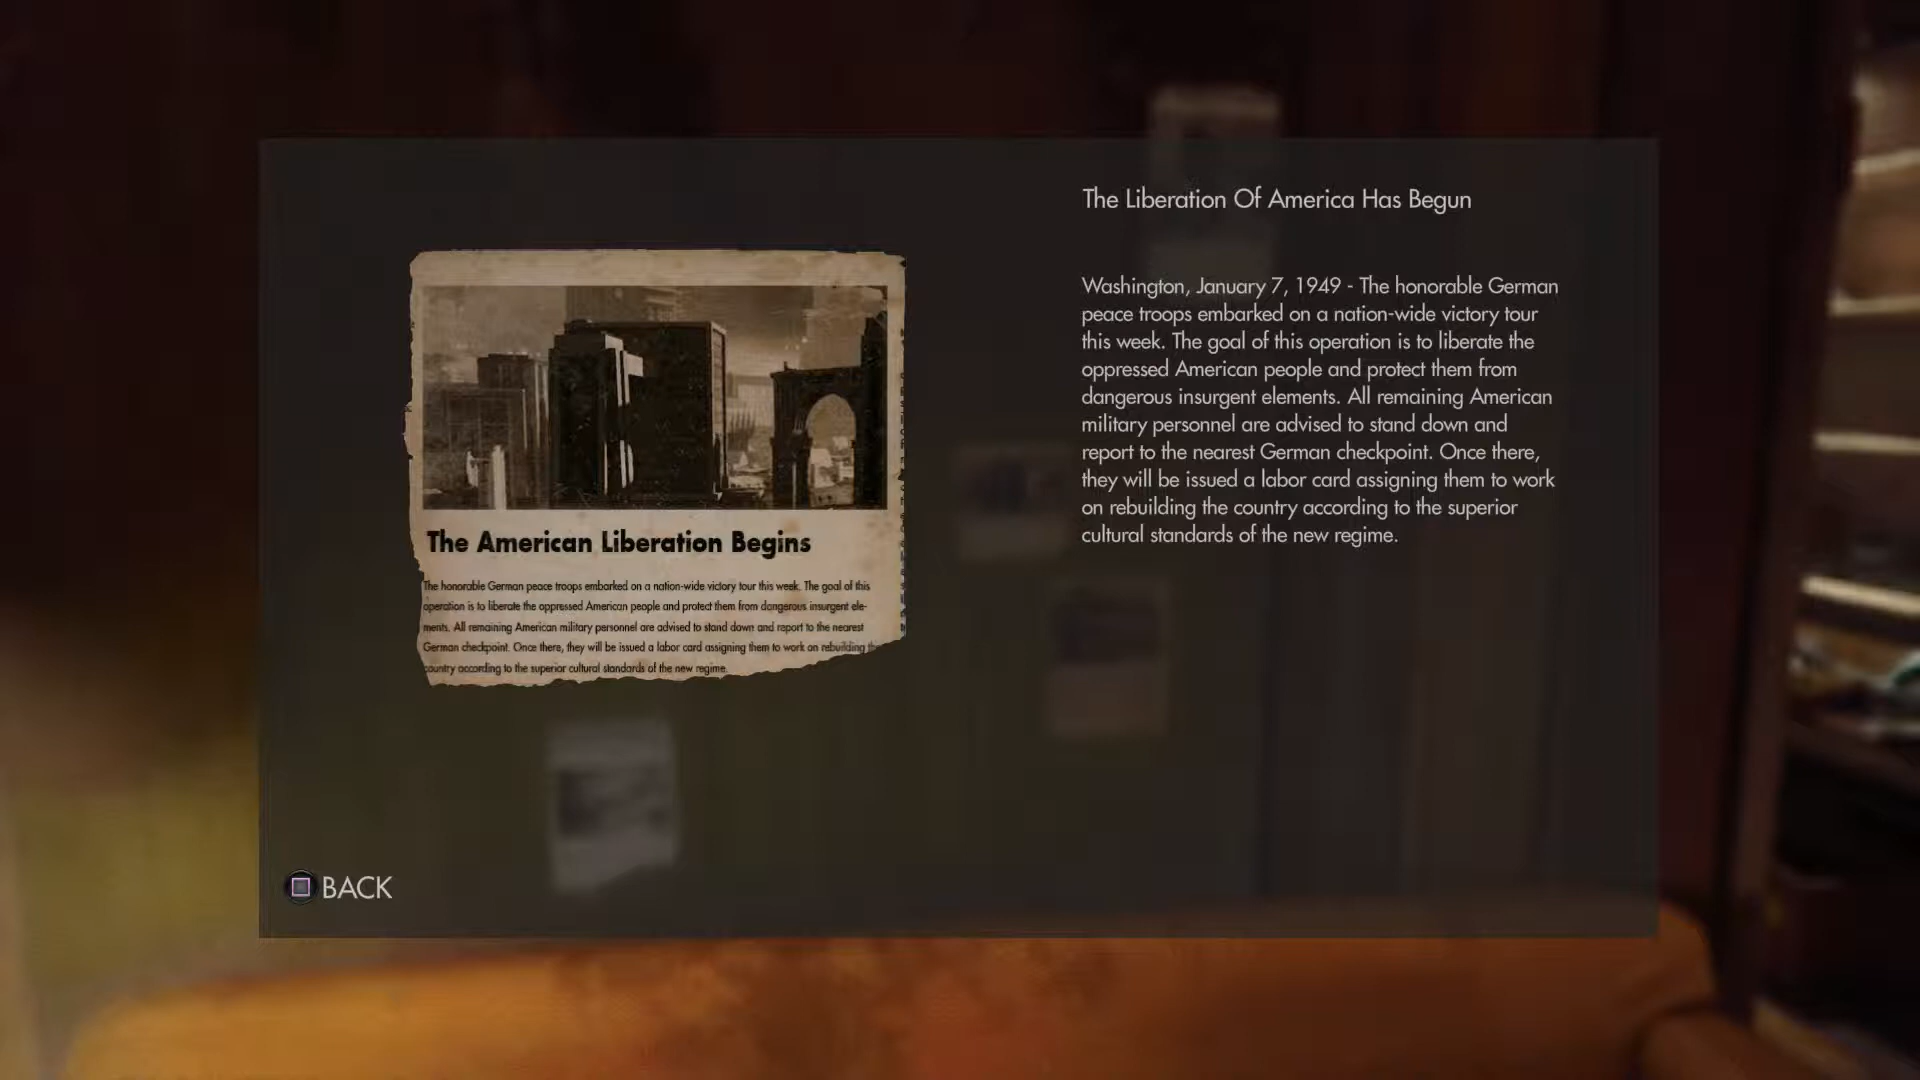 The Liberation Of America Has Begun
Washington, January 7, 1949 - The honorable German
peace troops embarked on a nation-wide victory tour
this week. The goal of this operation is to liberate the
oppressed American people and protect them from
dangerous insurgent elements. All remaining American
military personnel are advised to stand down and
report to the nearest German checkpoint. Once there,
they will be issued a labor card assigning them to work
on rebuilding the country according to the superior
cultural standards of the new regime.
The American Liberation Begins
The honorable German peace troops embarked on a nation-wide victory tour this week. The goal of this
operation is to liberate the oppressed American people and protect them from dangerous insurgent ele-
ments. All remaining American military personnel are advised to stand down and report to the nearest
German checkpoint. Once there, they will be issued a labor card assigning them to work on rebuilding the
country according to the superior cultural standards of the new regime.
BACK